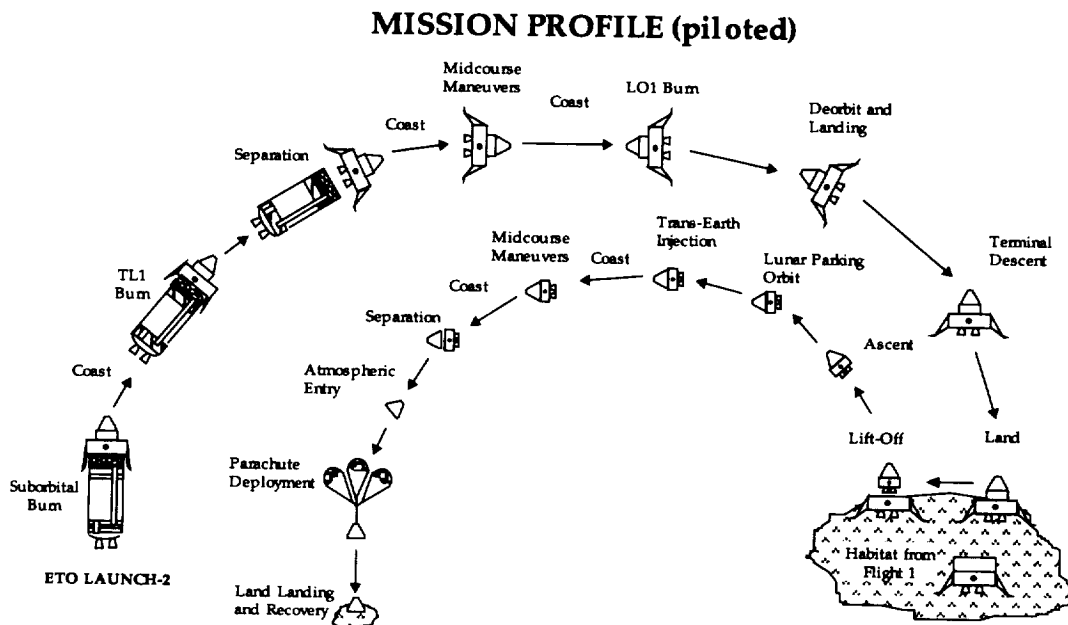 MISSION PROFILE (piloted)
Midcourse
Maneuvers
Coast
LO1 Burn
Coast
Deorbit and
Landing
Separation
Trans-Earth
Injection
Midcourse
Maneuvers
Coast
Lunar Parking
Orbit
Terminal
Descent
TL1
Burn
Coast
Separation
Ascent
Coast
Atmospheric
Entry
Lift-Off
Land
Parachute
Deployment
Suborbital
Burn
Habitat from
Flight 1
ETO LAUNCH-2
Land Landing
and Recovery